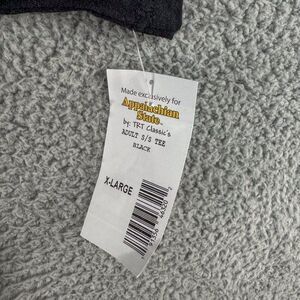 Made exclusively for
Appalachian
State
by: TRT Classic's
ADULT S/S TEE
BLACK
X-LARGE